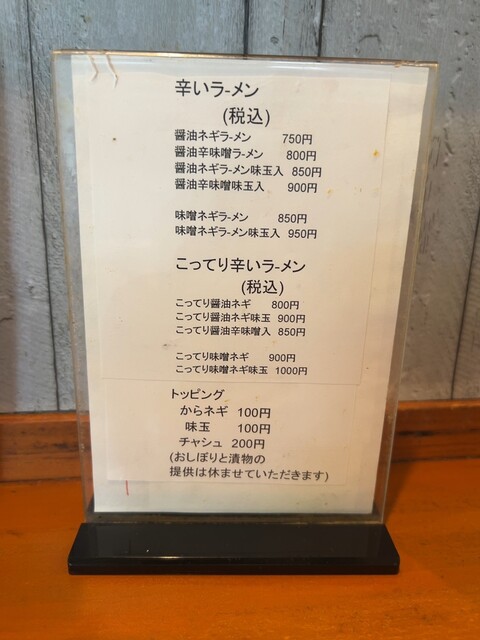 辛いラーメン
(税込)
醤油ネギラーメン 750円
醤油辛味噌ラーメン 800円
醤油ネギラーメン味玉入 850円
醤油辛味噌味玉入 900円
味噌ネギラーメン 850円
味噌ネギラーメン味玉入 950円
こってり辛いラーメン
(税込)
こってり醤油ネギ 800円
こってり醤油ネギ味玉 900円
こってり醤油辛味噌入 850円
こってり味噌ネギ 900円
こってり味噌ネギ味玉 1000円
トッピング
からネギ 100円
味玉 100円
チャシュ 200円
(おしぼりと漬物の
提供は休ませていただきます)